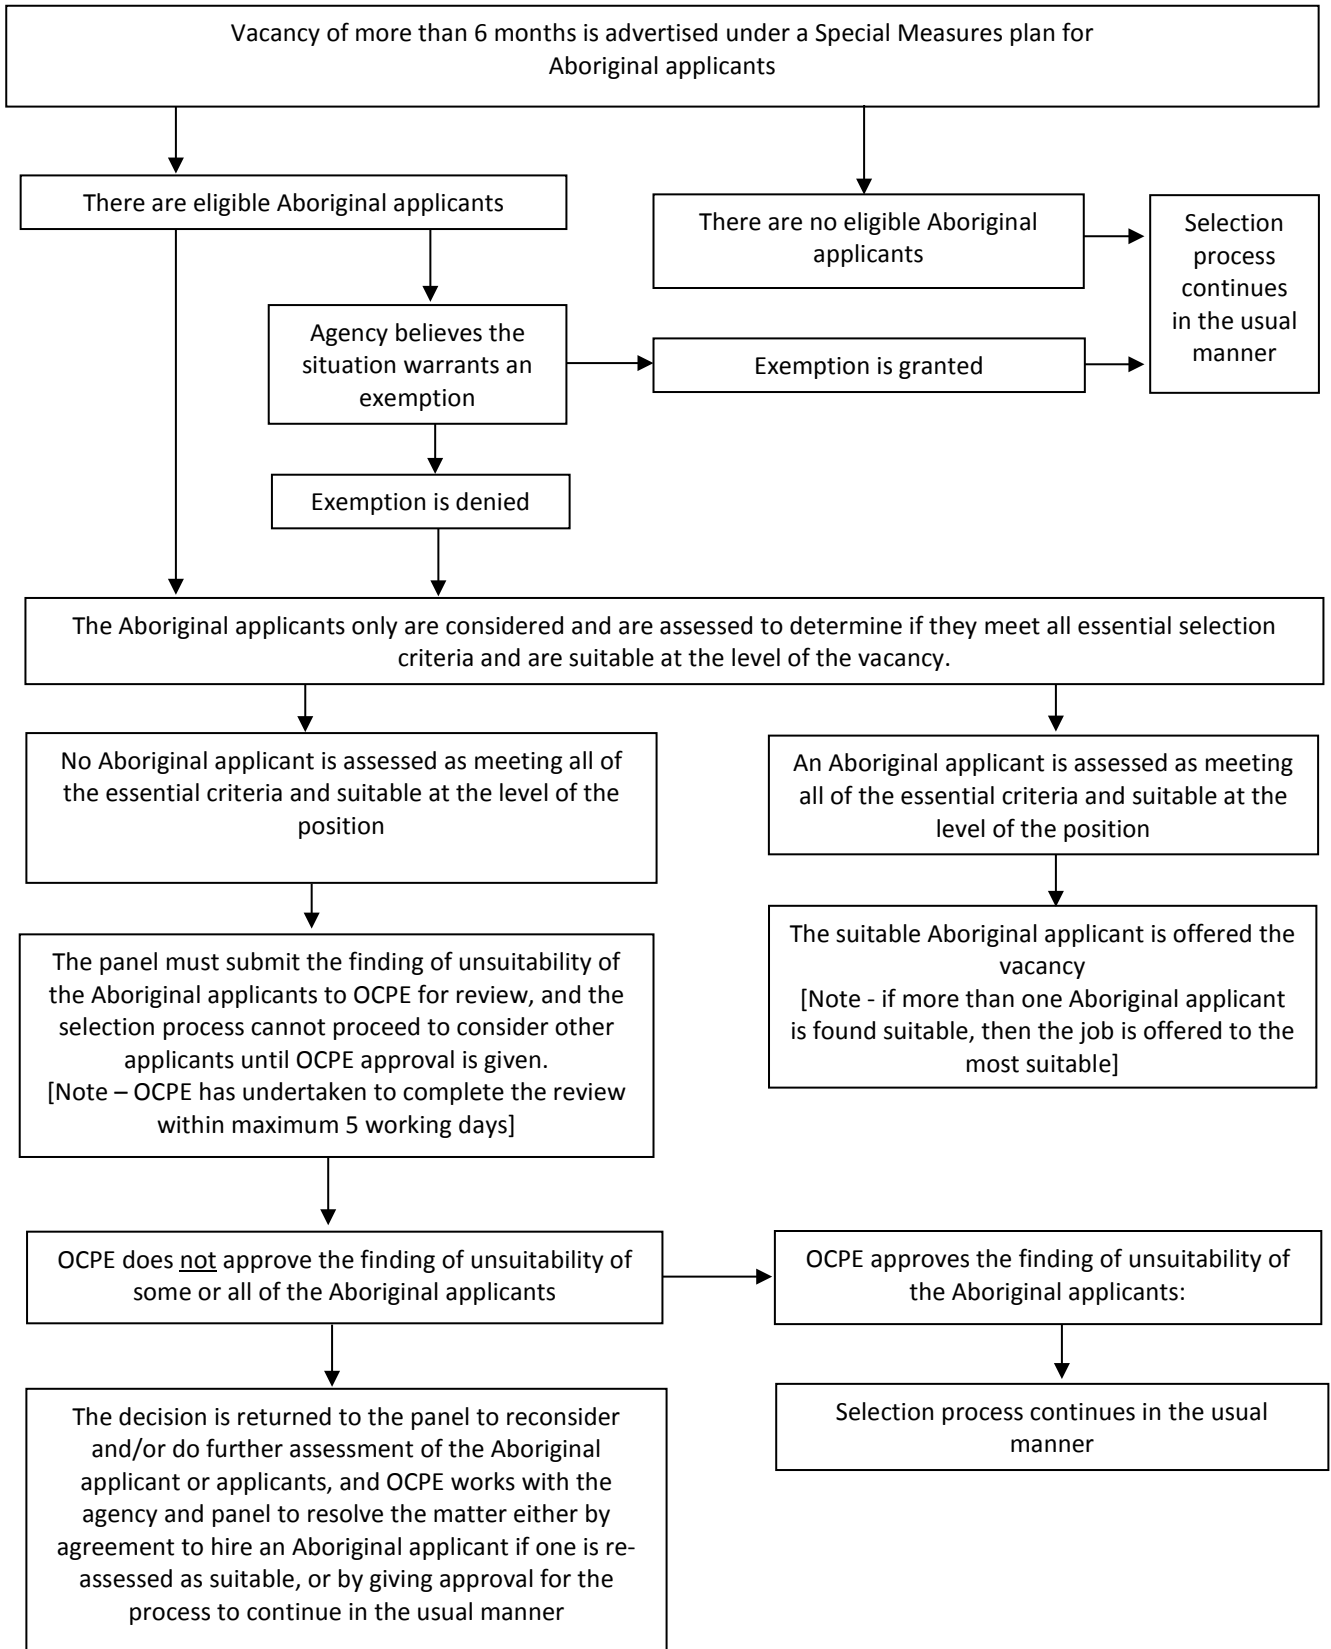 Vacancy of more than 6 months is advertised under a Special Measures plan for
Aboriginal applicants
There are eligible Aboriginal applicants
There are no eligible Aboriginal
applicants
Selection
process
continues
in the usual
manner
Agency believes the
situation warrants an
exemption
Exemption is granted
Exemption is denied
The Aboriginal applicants only are considered and are assessed to determine if they meet all essential selection
criteria and are suitable at the level of the vacancy.
No Aboriginal applicant is assessed as meeting all of
the essential criteria and suitable at the level of the
position
An Aboriginal applicant is assessed as meeting
all of the essential criteria and suitable at the
level of the position
The panel must submit the finding of unsuitability of
the Aboriginal applicants to OCPE for review, and the
selection process cannot proceed to consider other
applicants until OCPE approval is given.
[Note – OCPE has undertaken to complete the review
within maximum 5 working days]
The suitable Aboriginal applicant is offered the
vacancy
[Note - if more than one Aboriginal applicant
is found suitable, then the job is offered to the
most suitable]
OCPE does not approve the finding of unsuitability of
some or all of the Aboriginal applicants
OCPE approves the finding of unsuitability of
the Aboriginal applicants:
The decision is returned to the panel to reconsider
and/or do further assessment of the Aboriginal
applicant or applicants, and OCPE works with the
agency and panel to resolve the matter either by
agreement to hire an Aboriginal applicant if one is re-
assessed as suitable, or by giving approval for the
process to continue in the usual manner
Selection process continues in the usual
manner